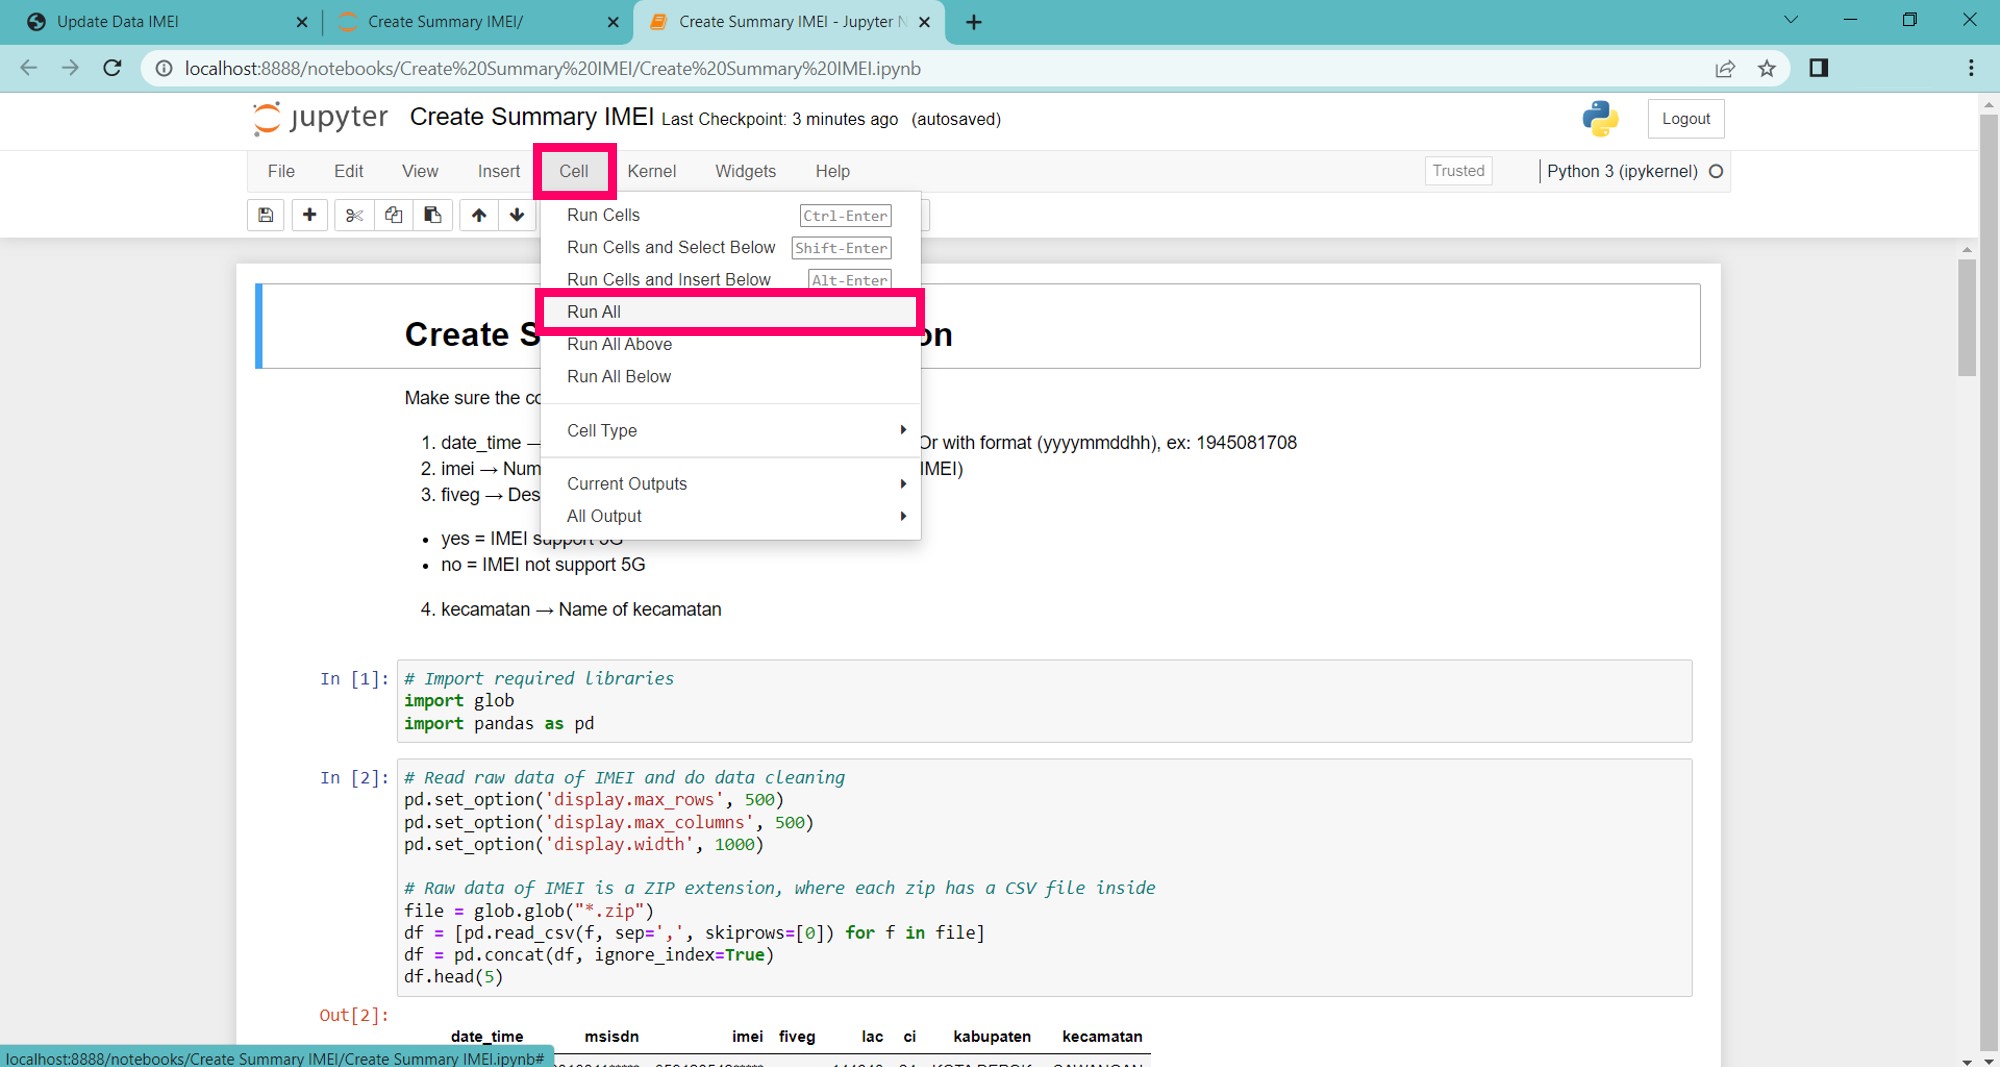 Update Data IMEI
Create Summary IMEI/
Create Summary IMEI - Jupyter N
localhost:8888/notebooks/Create%20Summary%20IMEI/Create%20Summary%20IMEI.ipynb
jupyter Create Summary IMEI Last Checkpoint: 3 minutes ago (autosaved)
Logout
File Edit View Insert Cell Kernel Widgets Help
Trusted
Python 3 (ipykernel)
Run Cells Ctrl-Enter
Run Cells and Select Below Shift-Enter
Run Cells and Insert Below Alt-Enter
Run All
Run All Above
Run All Below
Cell Type
Current Outputs
All Output
Create S on
Make sure the co
1. date_time → Or with format (yyyymmddhh), ex: 1945081708
2. imei → Num IMEI)
3. fiveg → Des
• yes = IMEI support 5G
• no = IMEI not support 5G
4. kecamatan → Name of kecamatan
In [1]: # Import required libraries
import glob
import pandas as pd
In [2]: # Read raw data of IMEI and do data cleaning
pd.set_option('display.max_rows', 500)
pd.set_option('display.max_columns', 500)
pd.set_option('display.width', 1000)
# Raw data of IMEI is a ZIP extension, where each zip has a CSV file inside
file = glob.glob("*.zip")
df = [pd.read_csv(f, sep=',', skiprows=[0]) for f in file]
df = pd.concat(df, ignore_index=True)
df.head(5)
Out[2]:
date_time msisdn imei fiveg lac ci kabupaten kecamatan
localhost:8888/notebooks/Create Summary IMEI/Create Summary IMEI.ipynb#